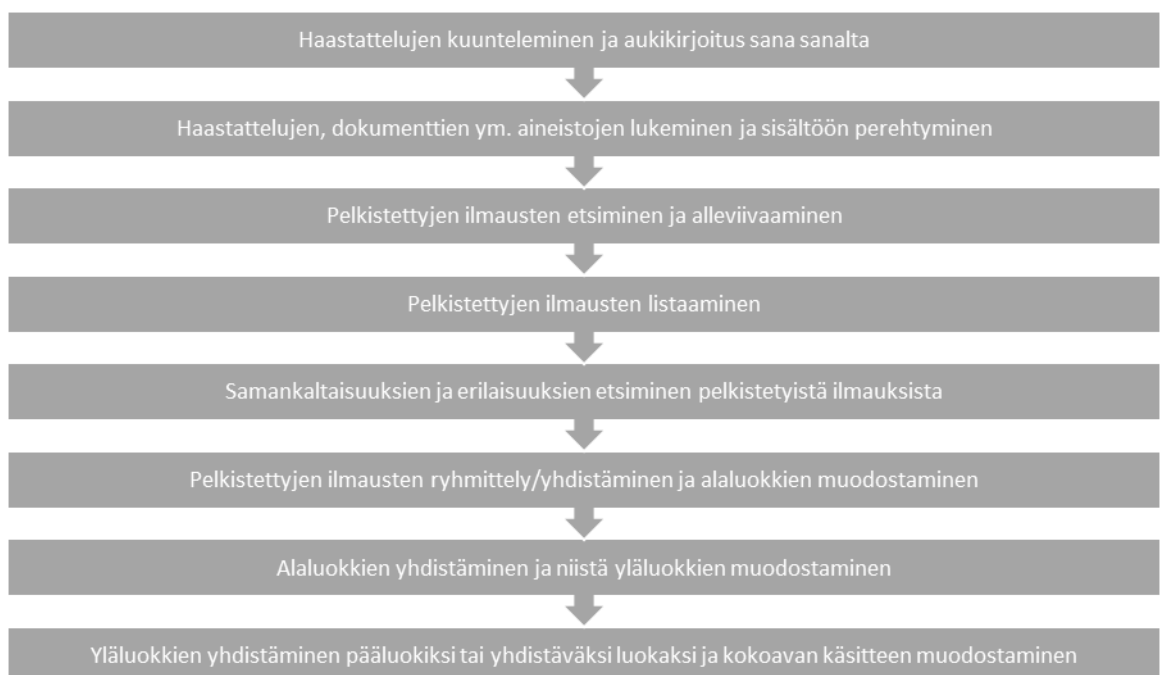 Haastattelujen kuunteleminen ja aukikirjoitus sana sanalta
Haastattelujen, dokumenttien ym. aineistojen lukeminen ja sisältöön perehtyminen
Pelkistettyjen ilmausten etsiminen ja alleviivaaminen
Pelkistettyjen ilmausten listaaminen
Samankaltaisuuksien ja erilaisuuksien etsiminen pelkistetyistä ilmauksista
Pelkistettyjen ilmausten ryhmittely/yhdistäminen ja alaluokkien muodostaminen
Alaluokkien yhdistäminen ja niistä yläluokkien muodostaminen
Yläluokkien yhdistäminen pääluokiksi tai yhdistäväksi luokaksi ja kokoavan käsitteen muodostaminen